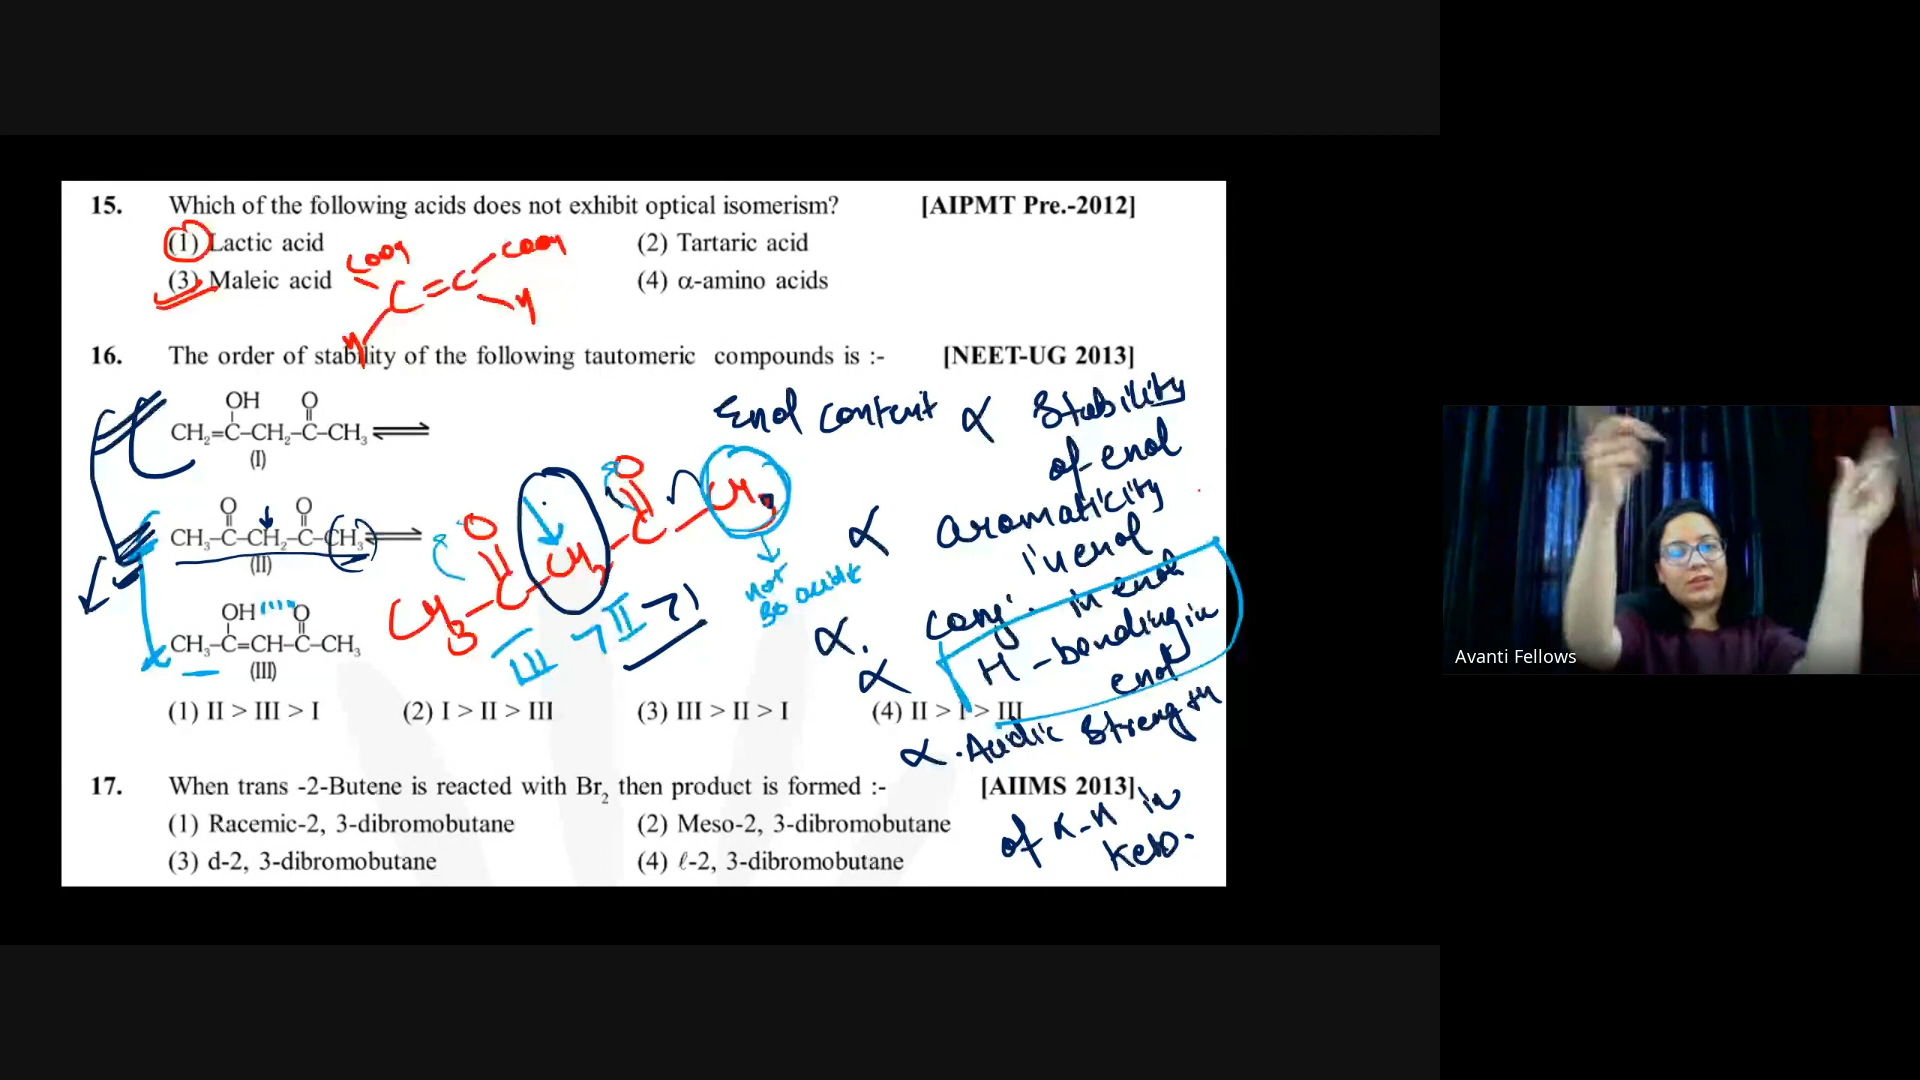 15. Which of the following acids does not exhibit optical isomerism? [AIPMT Pre.-2012]
(1) Lactic acid (2) Tartaric acid
(3) Maleic acid (4) α-amino acids
COOH COOH
C=C
H H
16. The order of stability of the following tautomeric compounds is :- [NEET-UG 2013]
OH O
CH₂=C–CH₂–C–CH₃ ⇌
(I)
O O
CH₃–C–CH₂–C–CH₃ ⇌
(II)
OH O
CH₃–C=CH–C–CH₃
(III)
O O
CH₃–C–CH₂–C–CH₃
not so acidic
III > II > I
Enol content ∝ Stability of enol
∝ aromaticity in enol
∝ conj. in enol
∝ H-bonding in enol
∝ Acidic Strength of α-H in keto.
(1) II > III > I (2) I > II > III (3) III > II > I (4) II > I > III
17. When trans -2-Butene is reacted with Br₂ then product is formed :- [AIIMS 2013]
(1) Racemic-2, 3-dibromobutane (2) Meso-2, 3-dibromobutane
(3) d-2, 3-dibromobutane (4) ℓ-2, 3-dibromobutane
Avanti Fellows